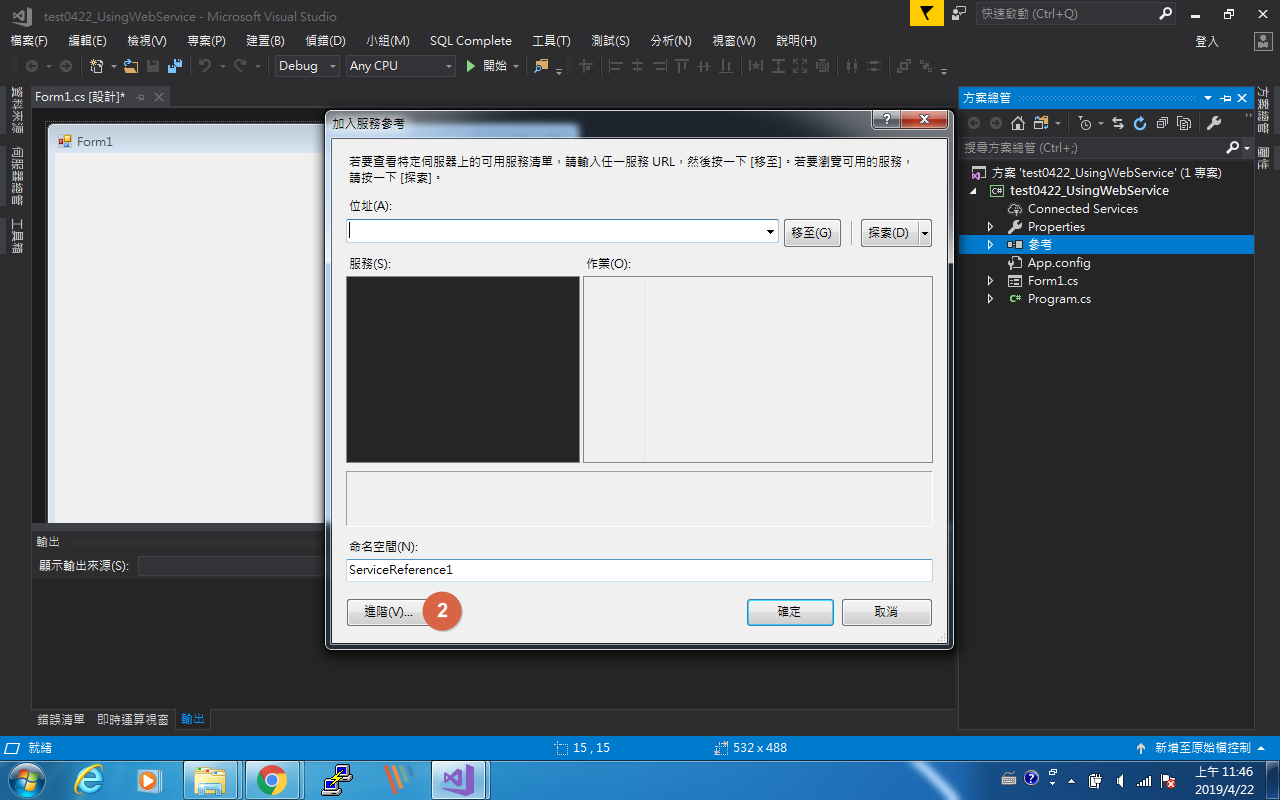 test0422_UsingWebService - Microsoft Visual Studio
快速啟動 (Ctrl+Q)
檔案(F) 編輯(E) 檢視(V) 專案(P) 建置(B) 偵錯(D) 小組(M) SQL Complete 工具(T) 測試(S) 分析(N) 視窗(W) 說明(H) 登入
Debug Any CPU 開始
資料來源
伺服器總管
工具箱
Form1.cs [設計]*
Form1
加入服務參考
若要查看特定伺服器上的可用服務清單，請輸入任一服務 URL，然後按一下 [移至]。若要瀏覽可用的服務，
請按一下 [探索]。
位址(A):
移至(G) 探索(D)
服務(S): 作業(O):
命名空間(N):
ServiceReference1
進階(V)... 2 確定 取消
方案總管
搜尋方案總管 (Ctrl+;)
方案 'test0422_UsingWebService' (1 專案)
test0422_UsingWebService
Connected Services
Properties
參考
App.config
Form1.cs
Program.cs
方案總管
屬性
輸出
顯示輸出來源(S):
錯誤清單 即時運算視窗 輸出
就緒 15 , 15 532 x 488 新增至原始檔控制
上午 11:46
2019/4/22